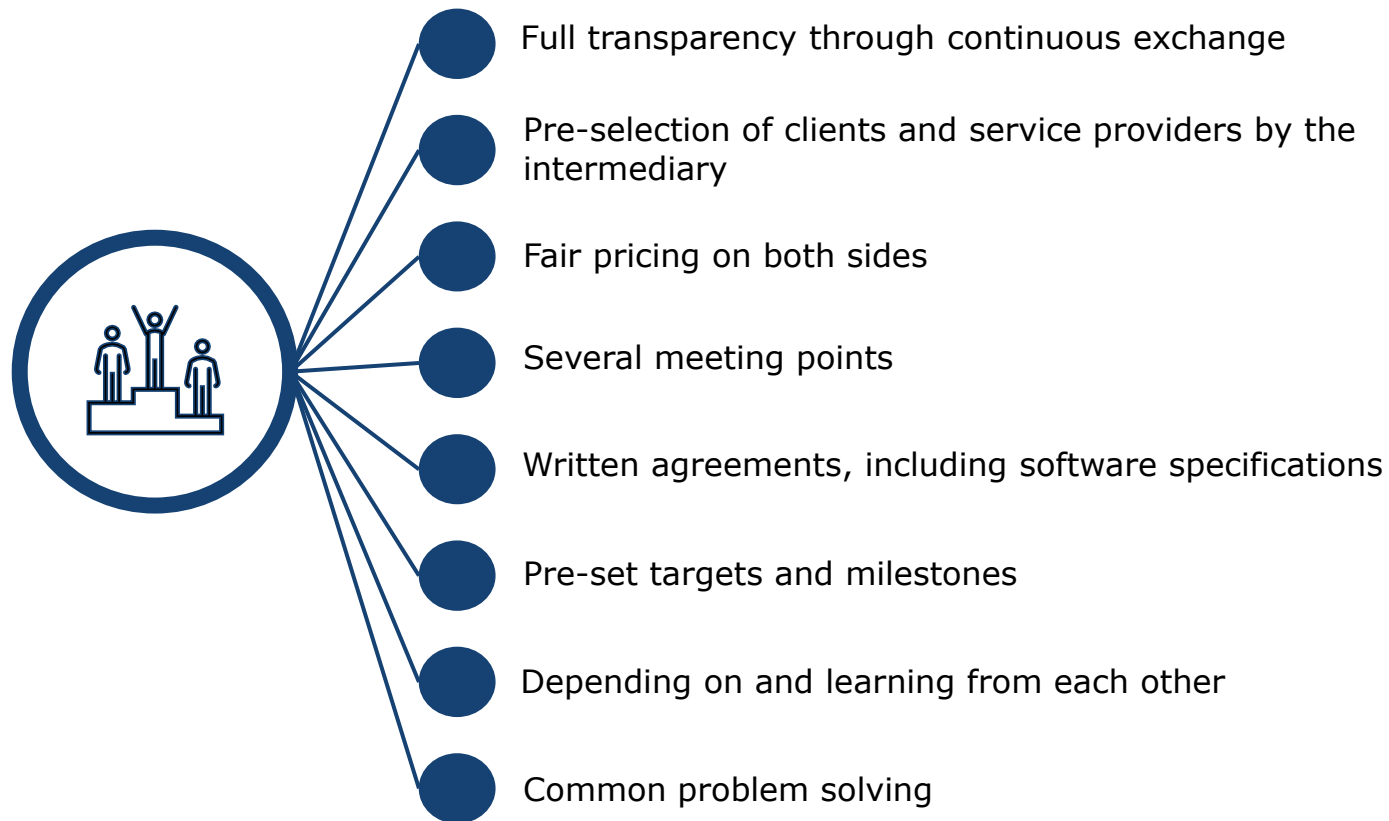 Full transparency through continuous exchange
Pre-selection of clients and service providers by the
intermediary
Fair pricing on both sides
Several meeting points
Written agreements, including software specifications
Pre-set targets and milestones
Depending on and learning from each other
Common problem solving